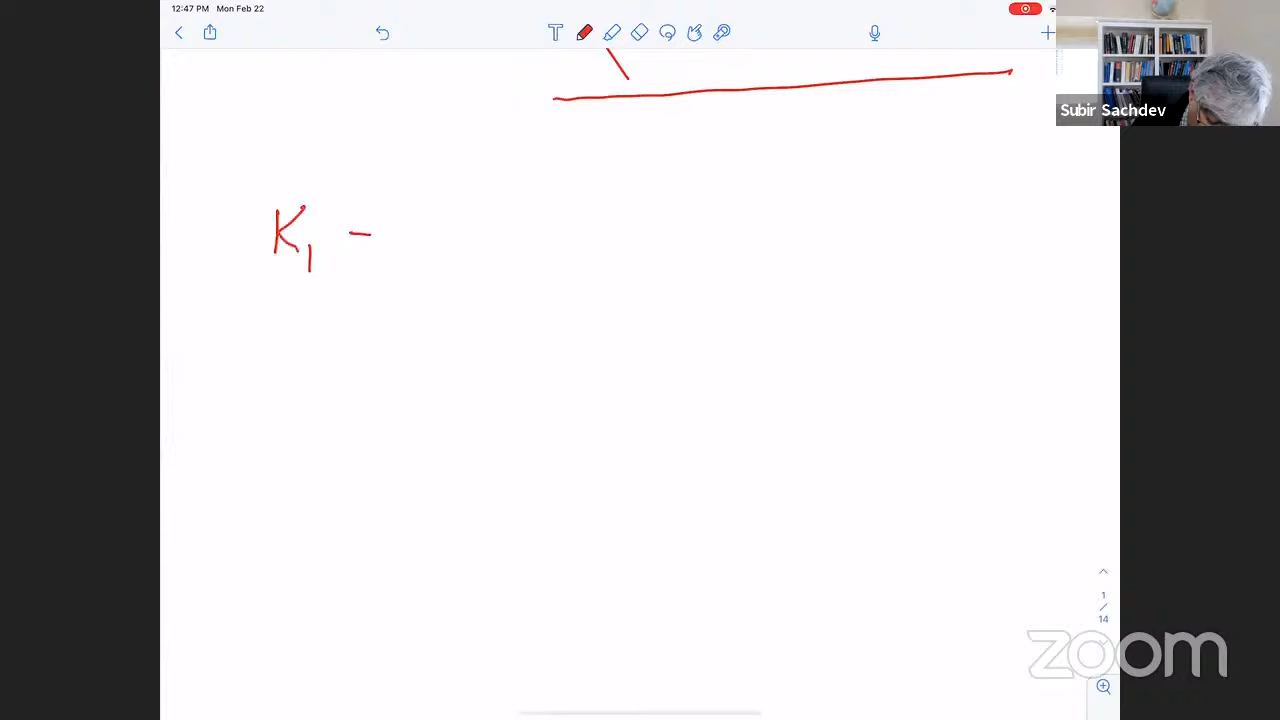 12:47 PM Mon Feb 22
T
Subir Sachdev
K₁ –
1
/
14
zoom